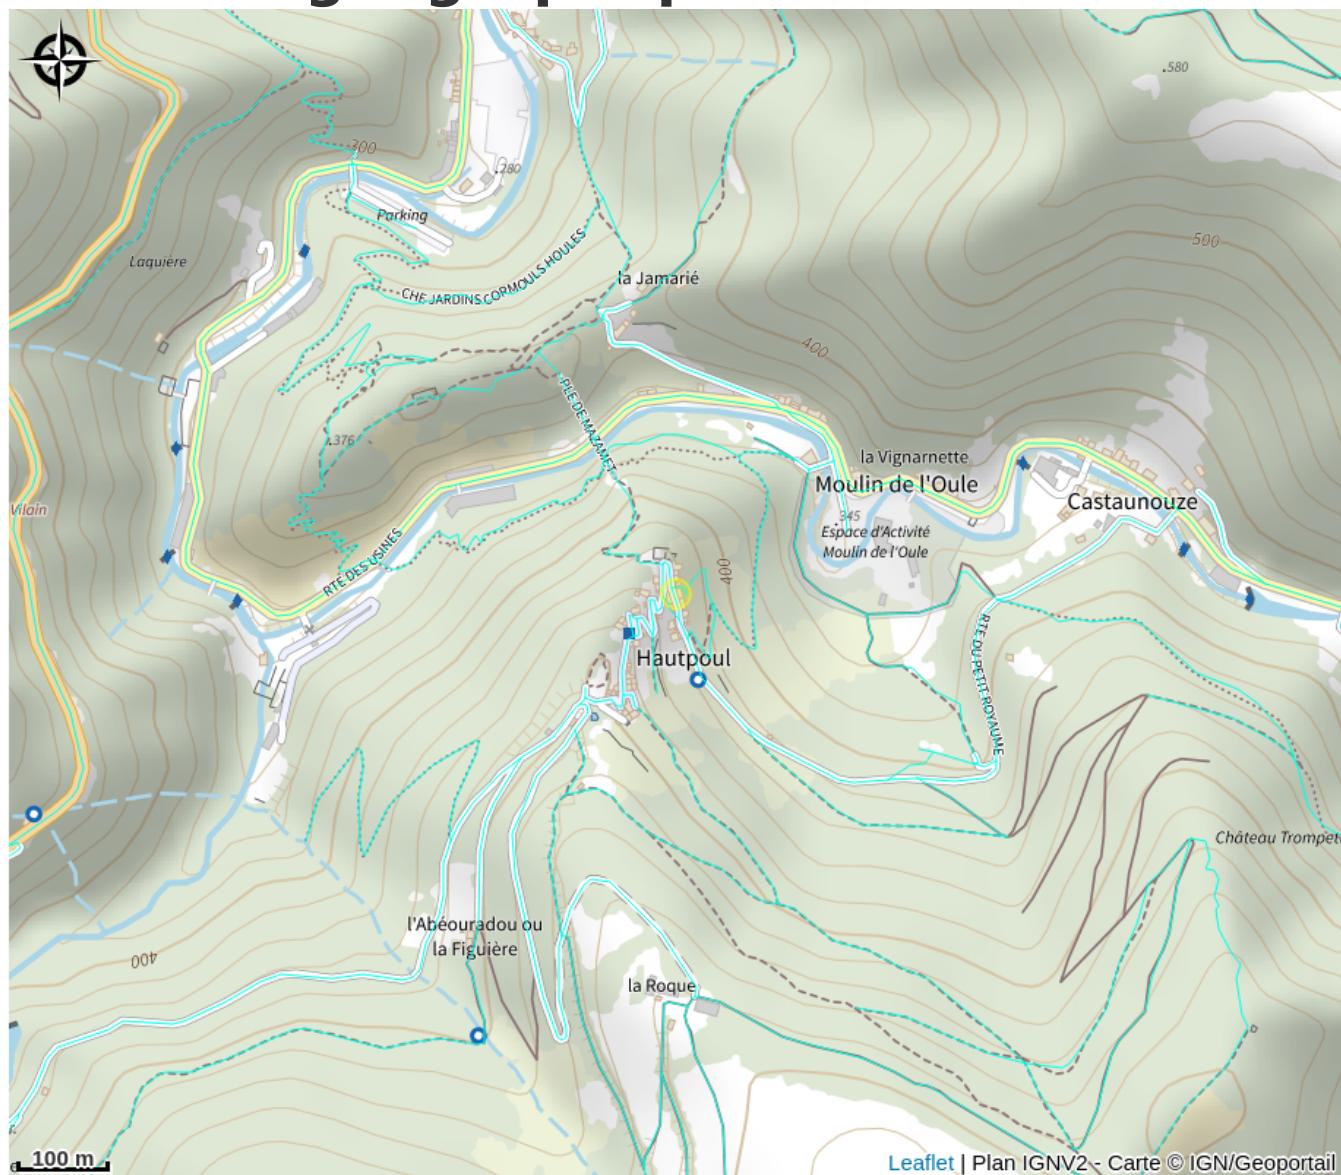 .580
300
.280
Parking
500
Laquière
la Jamarié
CHE JARDINS CORMOULS HOULES
400
PLE DE MAZAMET
.376
la Vignarnette
Moulin de l'Oule
Castaunouze
Vilain
345
Espace d'Activité
Moulin de l'Oule
RTE DES USINES
400
Hautpoul
RTE DU PETIT ROYAUME
Château Trompet
l'Abéouradou ou
la Figuière
400
la Roque
100 m
Leaflet | Plan IGNV2 - Carte © IGN/Geoportail